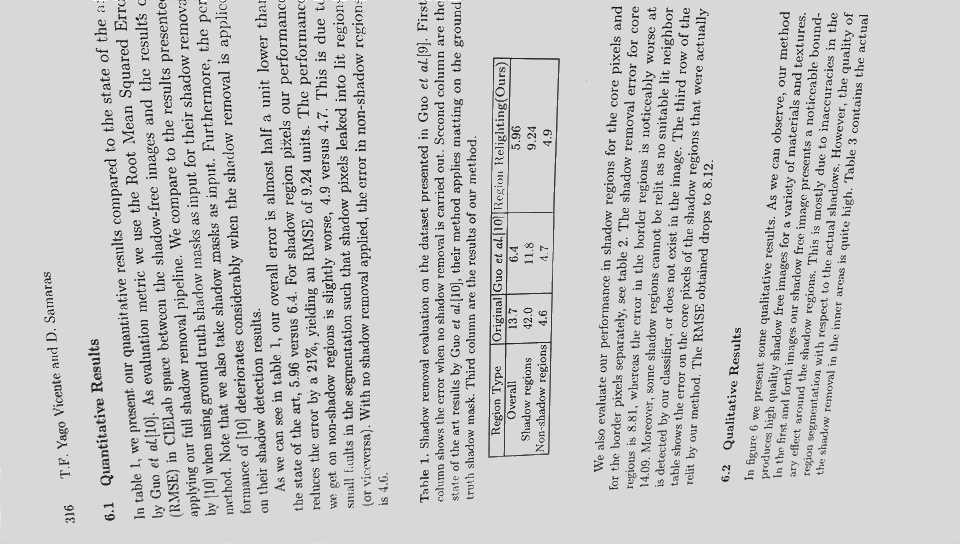 316 T.F. Yago Vicente and D. Samaras
6.1 Quantitative Results
In table 1, we present our quantitative results compared to the state of the
by Guo et al.[10]. As evaluation metric we use the Root Mean Squared
(RMSE) in CIELab space between the shadow-free images and the results
applying our full shadow removal pipeline. We compare to the results presented
by [10] when using ground truth shadow masks as input for their shadow
method. Note that we also take shadow masks as input. Furthermore, the
formance of [10] deteriorates considerably when the shadow removal is
on their shadow detection results.
As we can see in table 1, our overall error is almost half a unit lower than
the state of the art, 5.96 versus 6.4. For shadow region pixels our performance
reduces the error by a 21%, yielding an RMSE of 9.24 units. The performance
we get on non-shadow regions is slightly worse, 4.9 versus 4.7. This is due to
small faults in the segmentation such that shadow pixels leaked into lit regions
(or viceversa). With no shadow removal applied, the error in non-shadow regions
is 4.6.
Table 1. Shadow removal evaluation on the dataset presented in Guo et al.[9]. First
column shows the error when no shadow removal is carried out. Second column are the
state of the art results by Guo et al.[10], their method applies matting on the ground
truth shadow mask. Third column are the results of our method.
Region Type Original Guo et al.[10] Region Relighting(Ours)
Overall 13.7 6.4 5.96
Shadow regions 42.0 11.8 9.24
Non-shadow regions 4.6 4.7 4.9
We also evaluate our performance in shadow regions for the core pixels and
for the border pixels separately, see table 2. The shadow removal error for core
regions is 8.81, whereas the error in the border regions is noticeably worse at
14.09. Moreover, some shadow regions cannot be relit as no suitable lit neighbor
is detected by our classifier, or does not exist in the image. The third row of the
table shows the error on the core pixels of the shadow regions that were actually
relit by our method. The RMSE obtained drops to 8.12.
6.2 Qualitative Results
In figure 6 we present some qualitative results. As we can observe, our method
produces high quality shadow free images for a variety of materials and textures.
In the first and forth images our shadow free image presents a noticeable bound-
ary effect around the shadow regions. This is mostly due to inaccuracies in the
region segmentation with respect to the actual shadows. However, the quality of
the shadow removal in the inner areas is quite high. Table 3 contains the actual